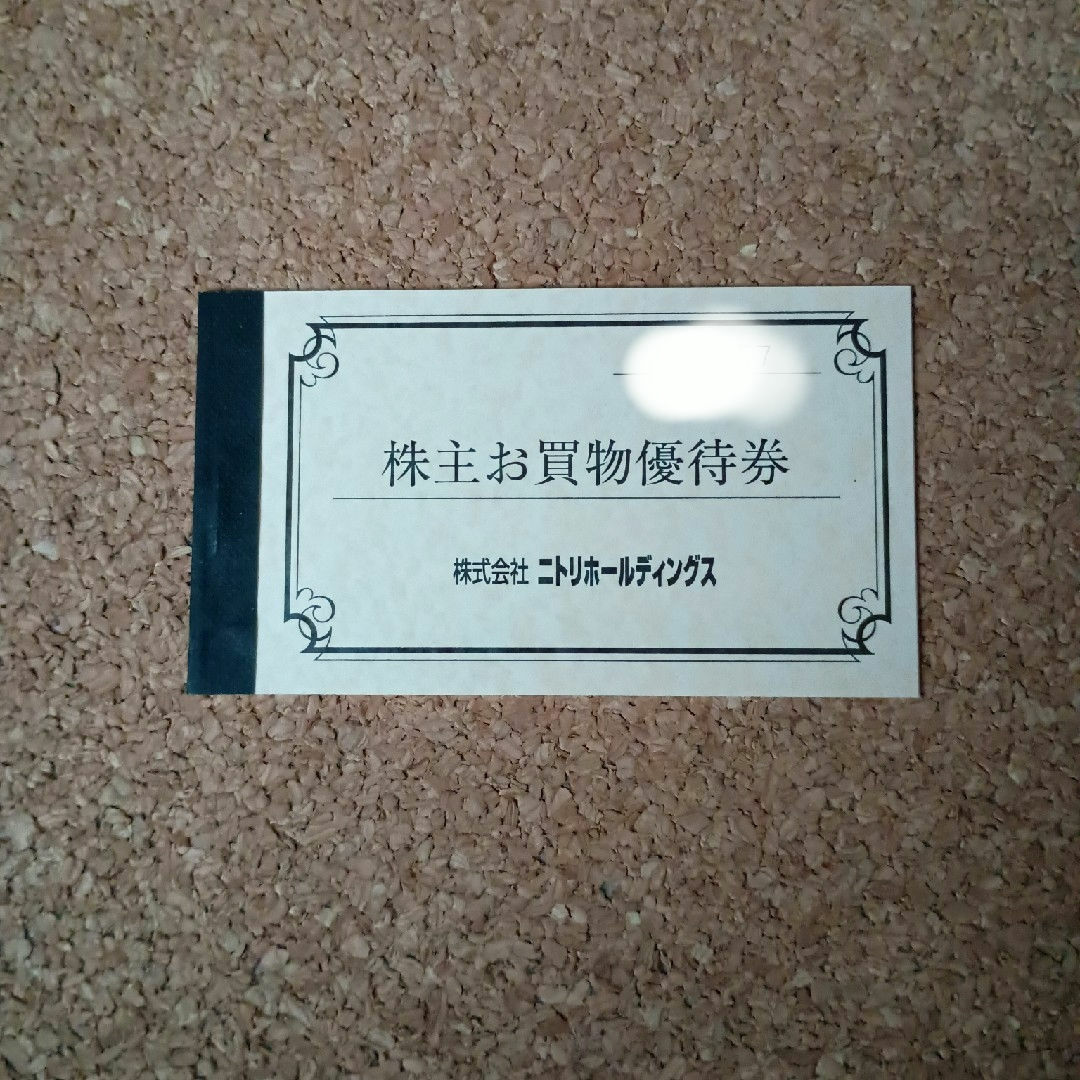 7
株主お買物優待券
株式会社 ニトリホールディングス